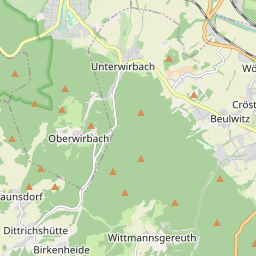 Unterwirbach
Wö
Cröst
Beulwitz
Oberwirbach
aunsdorf
Dittrichshütte
Wittmannsgereuth
Birkenheide